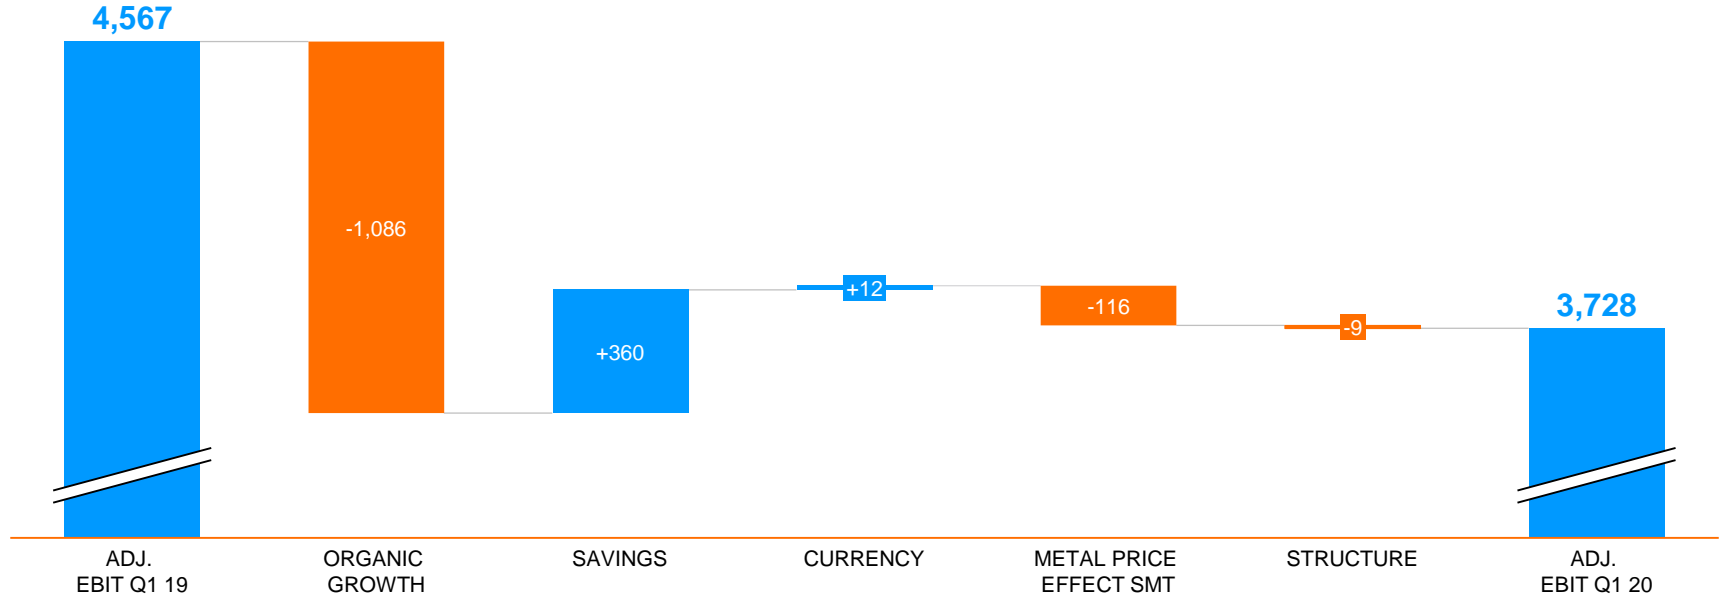 4,567
-1,086
+360
+12
-116
-9
3,728
ADJ.
EBIT Q1 19
ORGANIC
GROWTH
SAVINGS
CURRENCY
METAL PRICE
EFFECT SMT
STRUCTURE
ADJ.
EBIT Q1 20